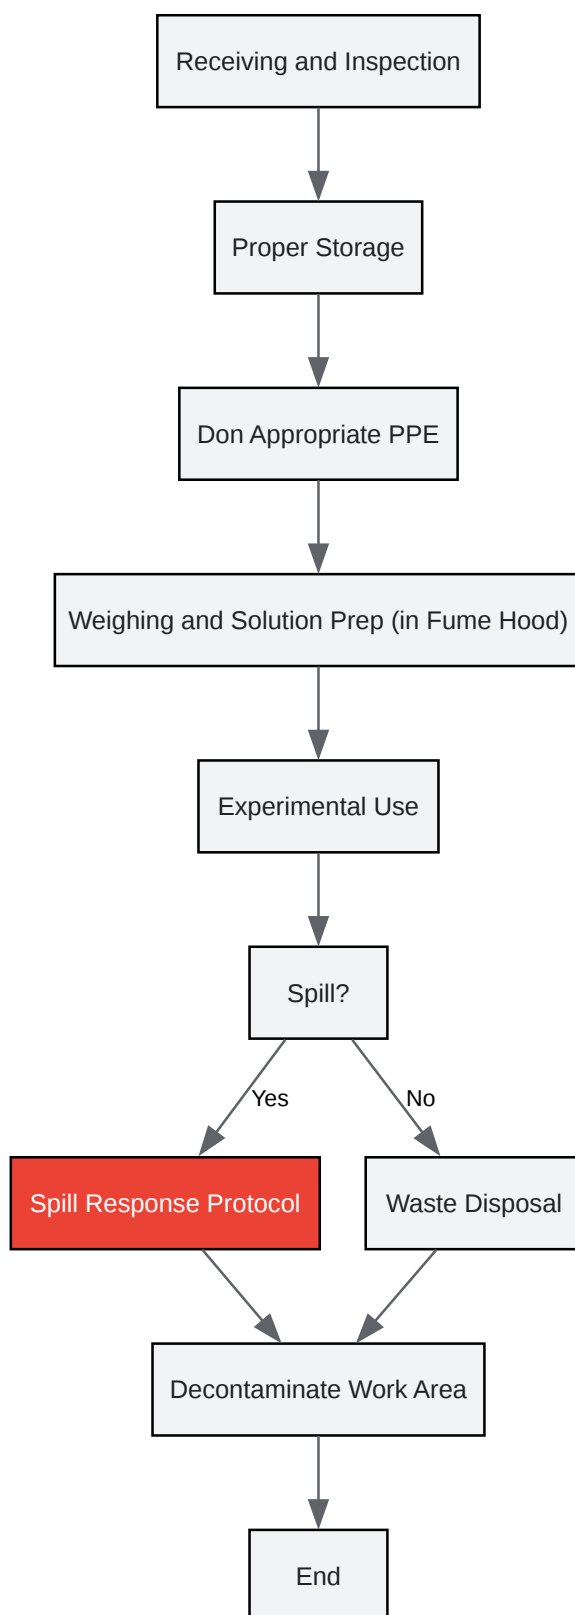 Receiving and Inspection
Proper Storage
Don Appropriate PPE
Weighing and Solution Prep (in Fume Hood)
Experimental Use
Spill?
Yes
No
Spill Response Protocol
Waste Disposal
Decontaminate Work Area
End